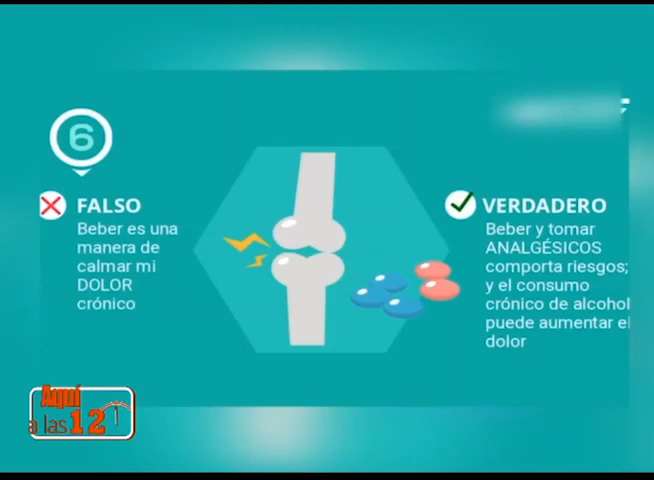 6
FALSO
Beber es una
manera de
calmar mi
DOLOR
crónico
VERDADERO
Beber y tomar
ANALGÉSICOS
comporta riesgos;
y el consumo
crónico de alcohol
puede aumentar el
dolor
Aquí
a las 12